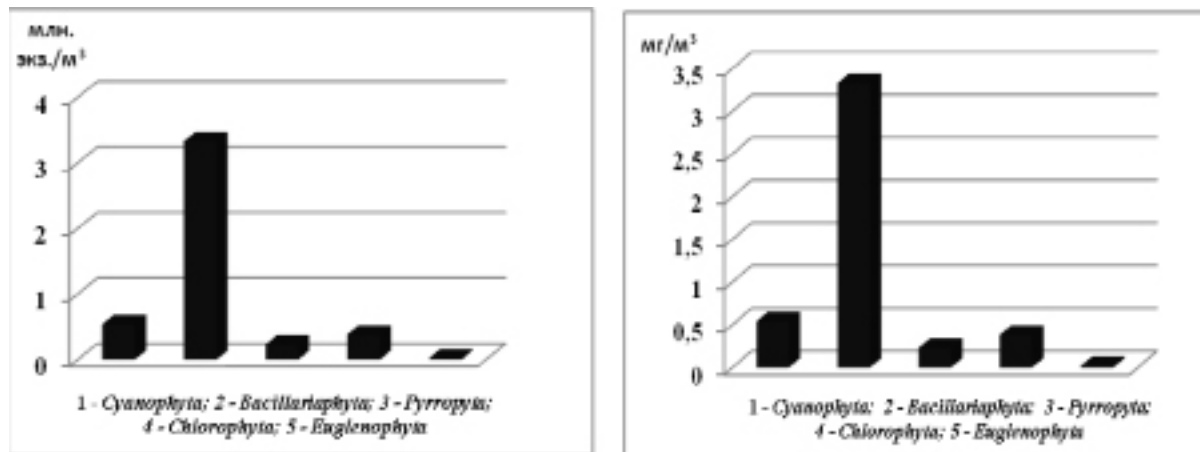 млн.
экз./м³
4
3
2
1
0
1 - Cyanophyta; 2 - Bacillariaphyta; 3 - Pyrropyta;
4 - Chlorophyta; 5 - Euglenophyta
мг/м³
3,5
3
2,5
2
1,5
1
0,5
0
1 - Cyanophyta; 2 - Bacillariaphyta; 3 - Pyrropyta;
4 - Chlorophyta; 5 - Euglenophyta